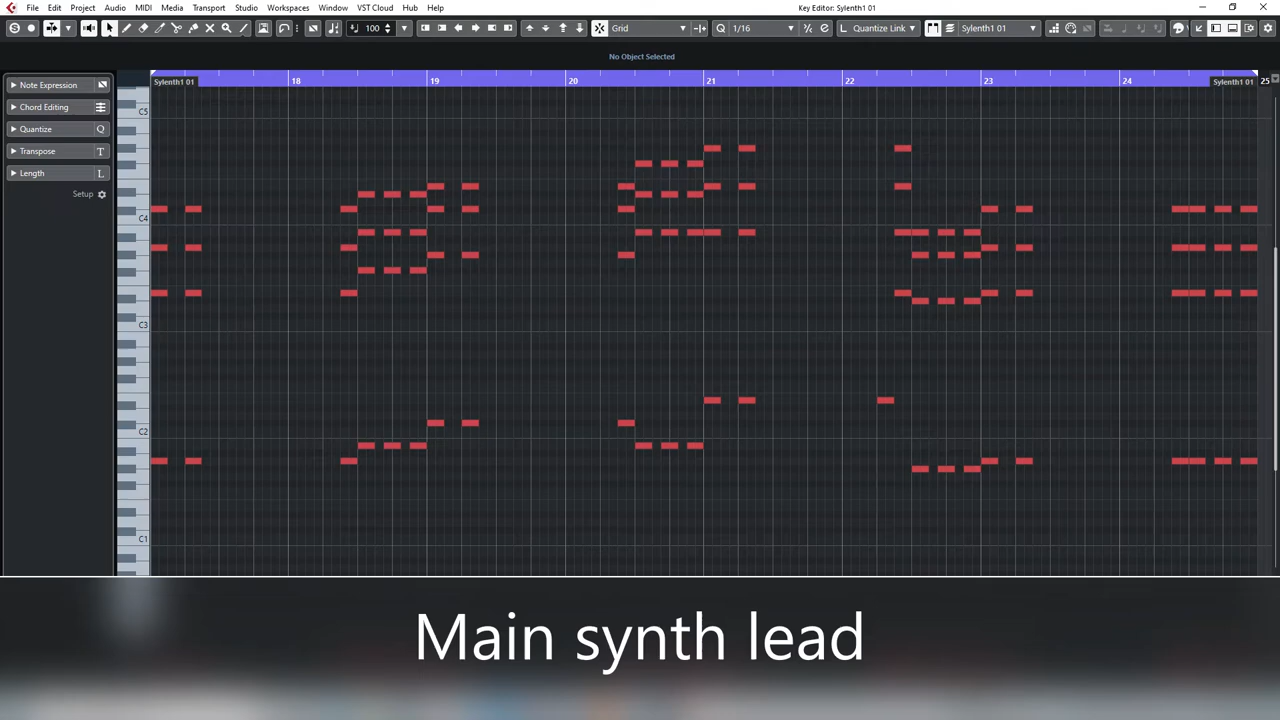 File Edit Project Audio MIDI Media Transport Studio Workspaces Window VST Cloud Hub Help
Key Editor: Sylenth1 01
S 100 Grid Q 1/16 iQ e L Quantize Link Sylenth1 01
No Object Selected
Sylenth1 01 18 19 20 21 22 23 24 Sylenth1 01 25
Note Expression
Chord Editing
Quantize Q
Transpose T
Length L
Setup
C5
C4
C3
C2
C1
Main synth lead